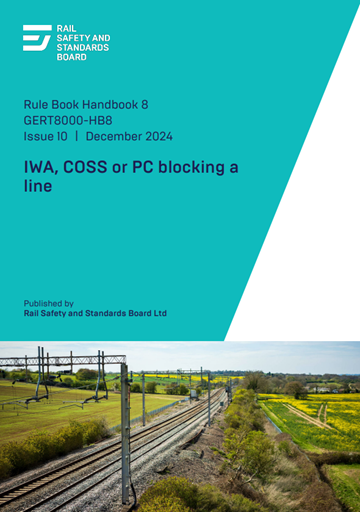 RAIL
SAFETY AND
STANDARDS
BOARD
Rule Book Handbook 8
GERT8000-HB8
Issue 10 | December 2024
IWA, COSS or PC blocking a
line
Published by
Rail Safety and Standards Board Ltd